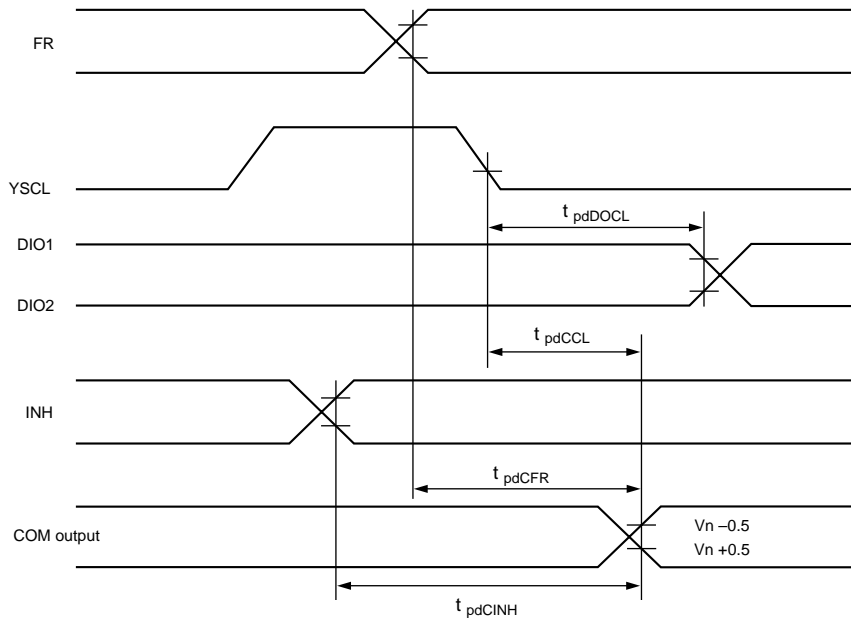 FR
YSCL
t pdDOCL
DIO1
DIO2
t pdCCL
INH
t pdCFR
COM output
Vn –0.5
Vn +0.5
t pdCINH